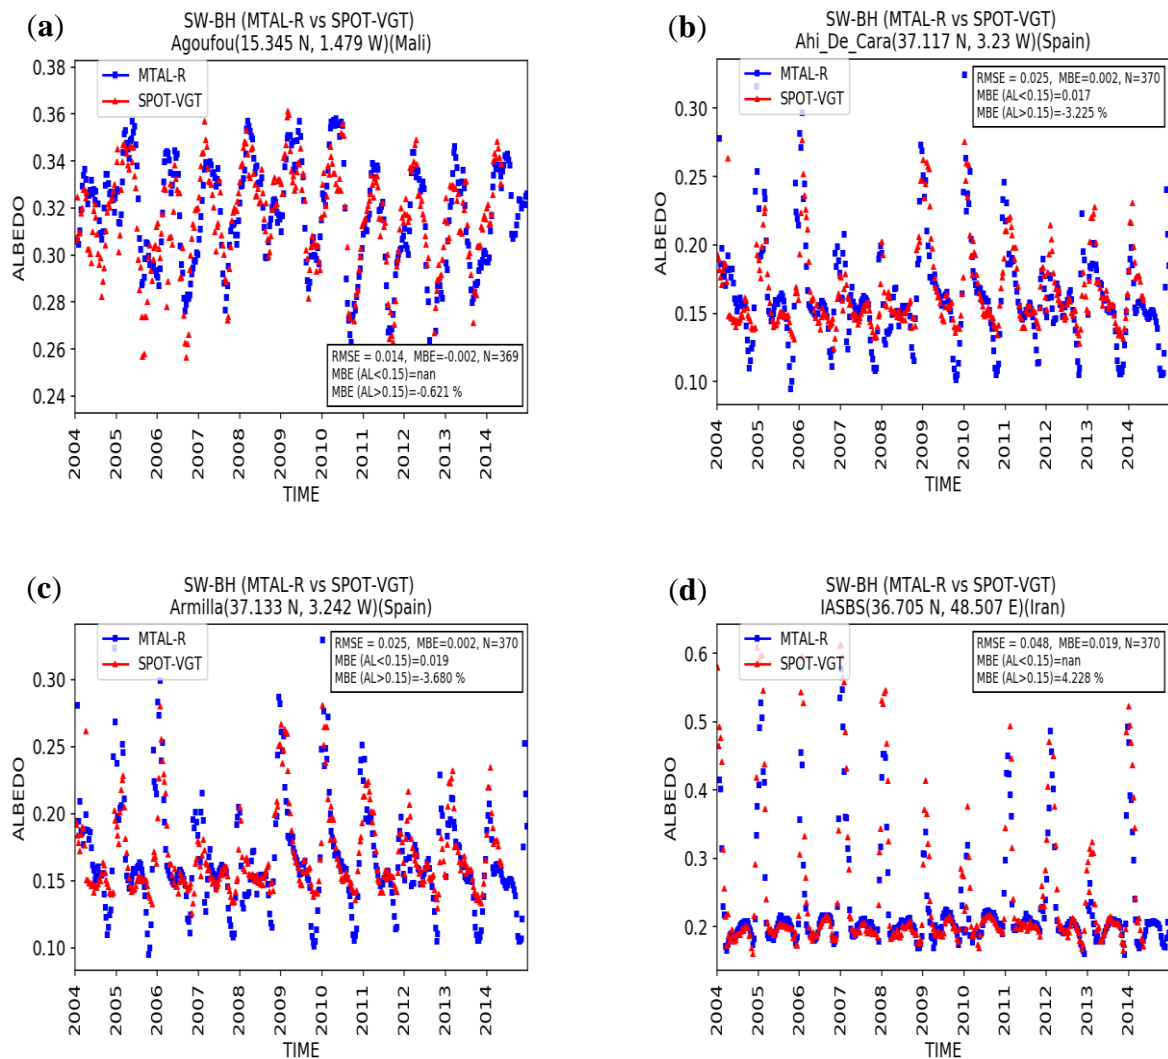 (a)
SW-BH (MTAL-R vs SPOT-VGT)
Agoufou(15.345 N, 1.479 W)(Mali)
0.38
0.36
0.34
0.32
0.30
0.28
0.26
0.24
ALBEDO
MTAL-R
SPOT-VGT
RMSE = 0.014, MBE=-0.002, N=369
MBE (AL<0.15)=nan
MBE (AL>0.15)=-0.621 %
2004 2005 2006 2007 2008 2009 2010 2011 2012 2013 2014
TIME
(b)
SW-BH (MTAL-R vs SPOT-VGT)
Ahi_De_Cara(37.117 N, 3.23 W)(Spain)
0.30
0.25
0.20
0.15
0.10
ALBEDO
MTAL-R
SPOT-VGT
RMSE = 0.025, MBE=0.002, N=370
MBE (AL<0.15)=0.017
MBE (AL>0.15)=-3.225 %
2004 2005 2006 2007 2008 2009 2010 2011 2012 2013 2014
TIME
(c)
SW-BH (MTAL-R vs SPOT-VGT)
Armilla(37.133 N, 3.242 W)(Spain)
0.30
0.25
0.20
0.15
0.10
ALBEDO
MTAL-R
SPOT-VGT
RMSE = 0.025, MBE=0.002, N=370
MBE (AL<0.15)=0.019
MBE (AL>0.15)=-3.680 %
2004 2005 2006 2007 2008 2009 2010 2011 2012 2013 2014
TIME
(d)
SW-BH (MTAL-R vs SPOT-VGT)
IASBS(36.705 N, 48.507 E)(Iran)
0.6
0.5
0.4
0.3
0.2
ALBEDO
MTAL-R
SPOT-VGT
RMSE = 0.048, MBE=0.019, N=370
MBE (AL<0.15)=nan
MBE (AL>0.15)=4.228 %
2004 2005 2006 2007 2008 2009 2010 2011 2012 2013 2014
TIME